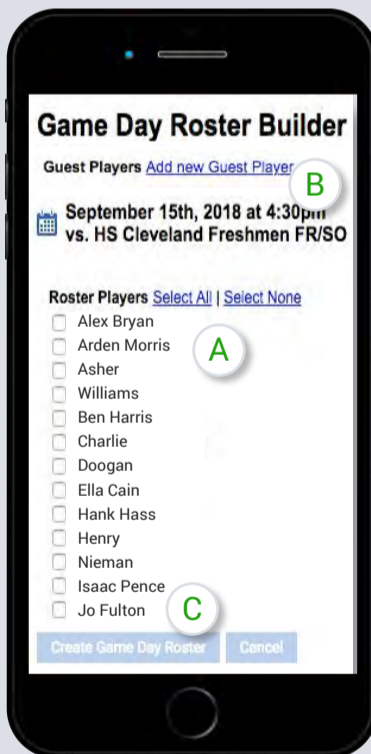 Game Day Roster Builder
Guest Players Add new Guest Player
B
September 15th, 2018 at 4:30pm
vs. HS Cleveland Freshmen FR/SO
Roster Players Select All | Select None
Alex Bryan
Arden Morris
A
Asher
Williams
Ben Harris
Charlie
Doogan
Ella Cain
Hank Hass
Henry
Nieman
Isaac Pence
Jo Fulton
C
Create Game Day Roster Cancel